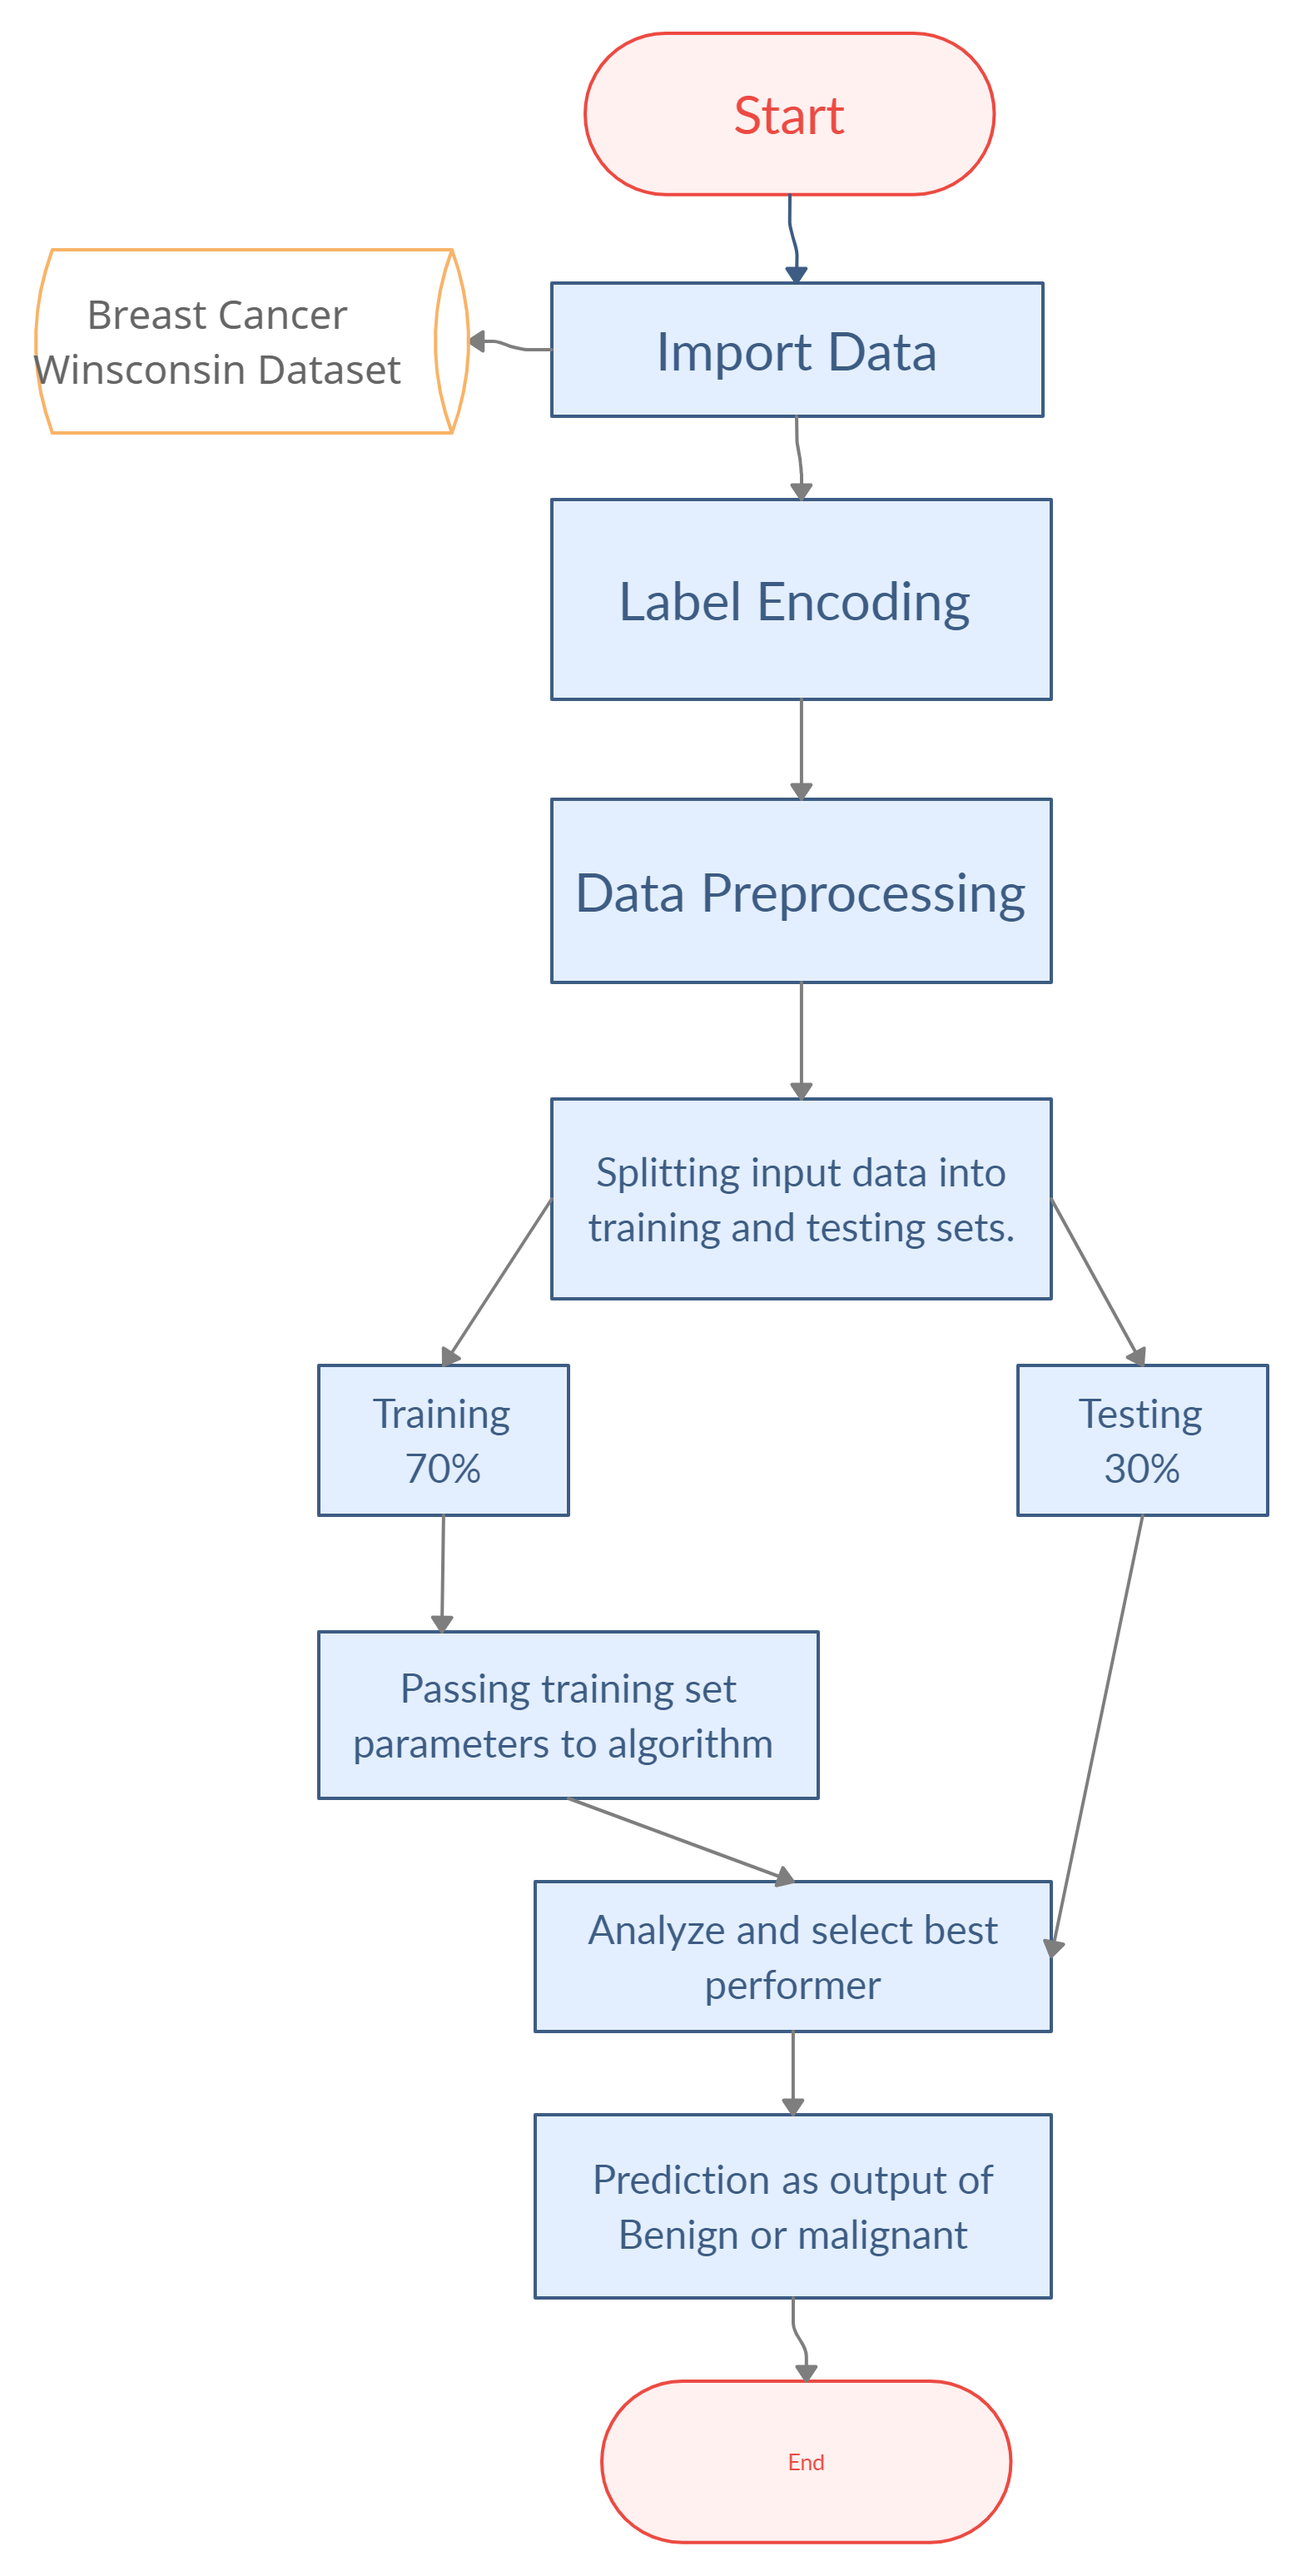 Start
Breast Cancer
Winsconsin Dataset
Import Data
Label Encoding
Data Preprocessing
Splitting input data into
training and testing sets.
Training
70%
Testing
30%
Passing training set
parameters to algorithm
Analyze and select best
performer
Prediction as output of
Benign or malignant
End